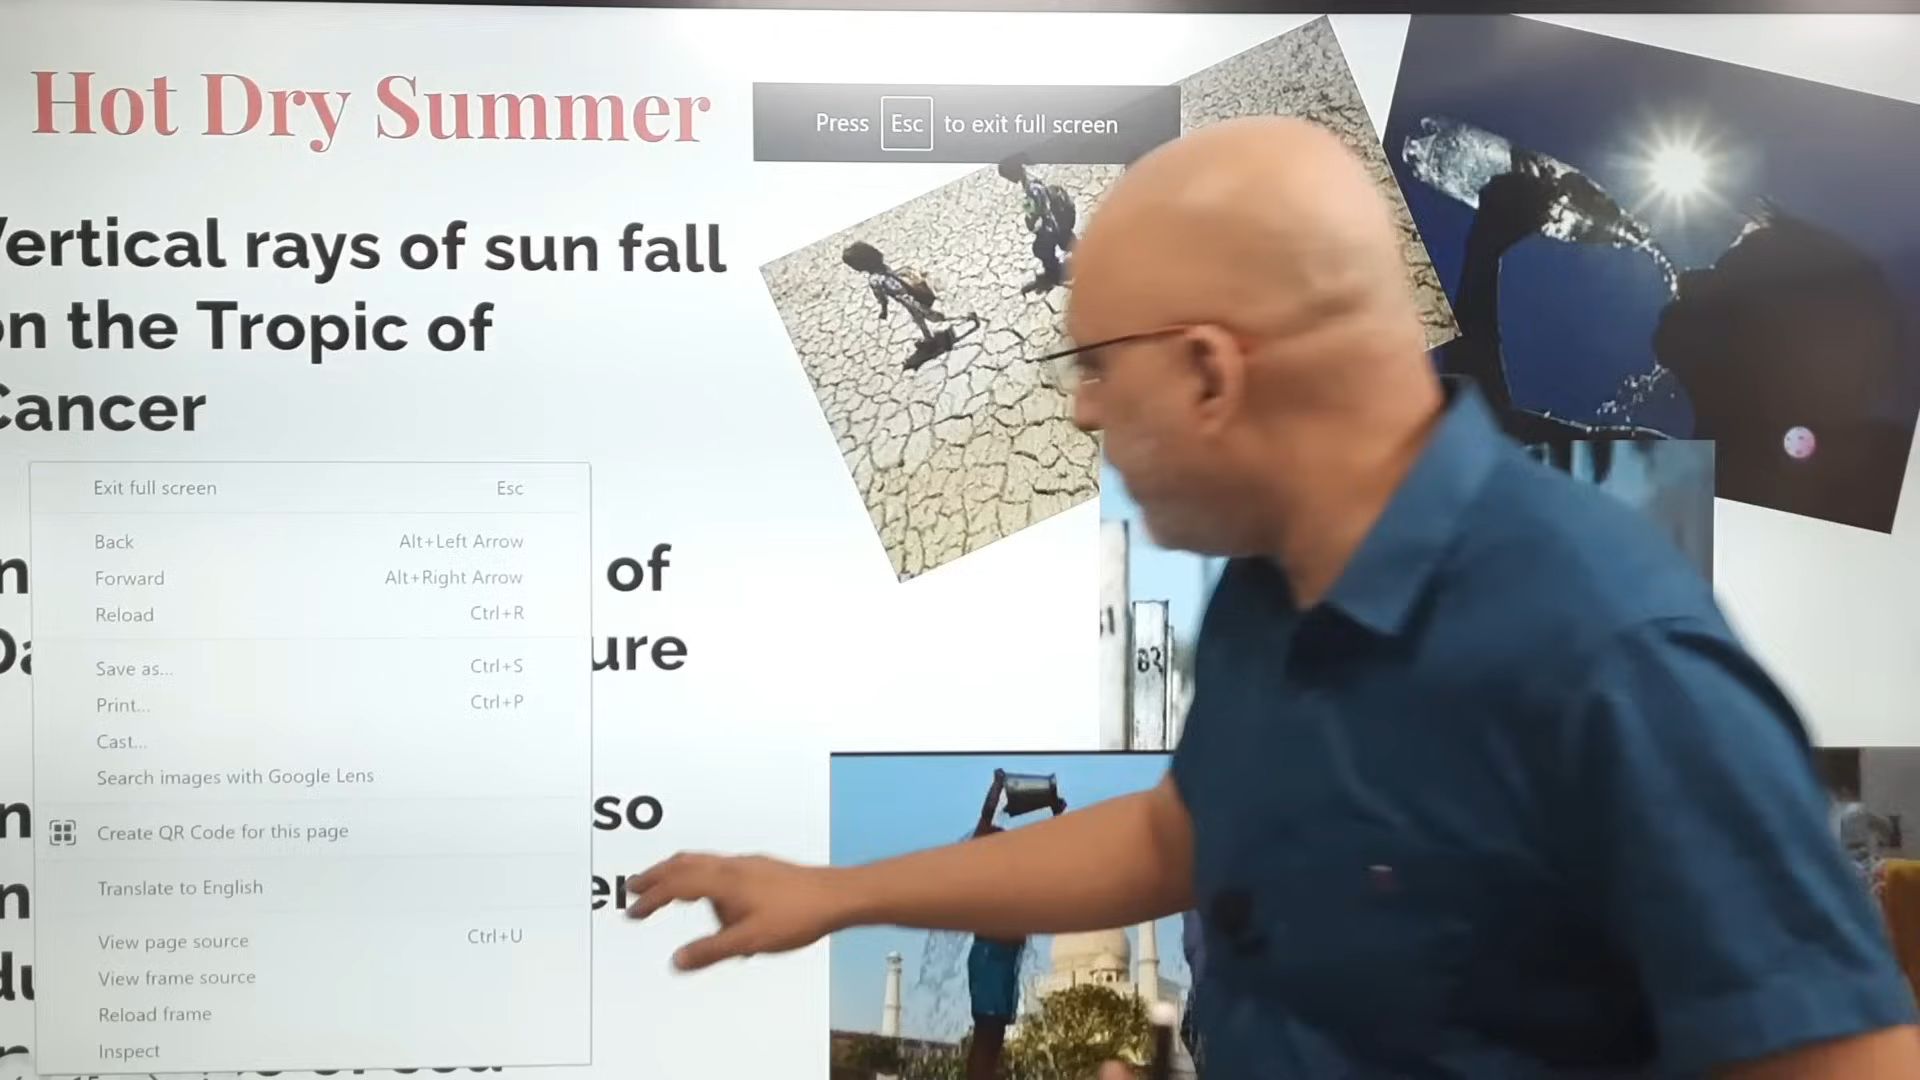 Hot Dry Summer
Press Esc to exit full screen
Vertical rays of sun fall
on the Tropic of
Cancer
of
so
Exit full screen Esc
Back Alt+Left Arrow
Forward Alt+Right Arrow
Reload Ctrl+R
Save as... Ctrl+S
Print... Ctrl+P
Cast...
Search images with Google Lens
Create QR Code for this page
Translate to English
View page source Ctrl+U
View frame source
Reload frame
Inspect